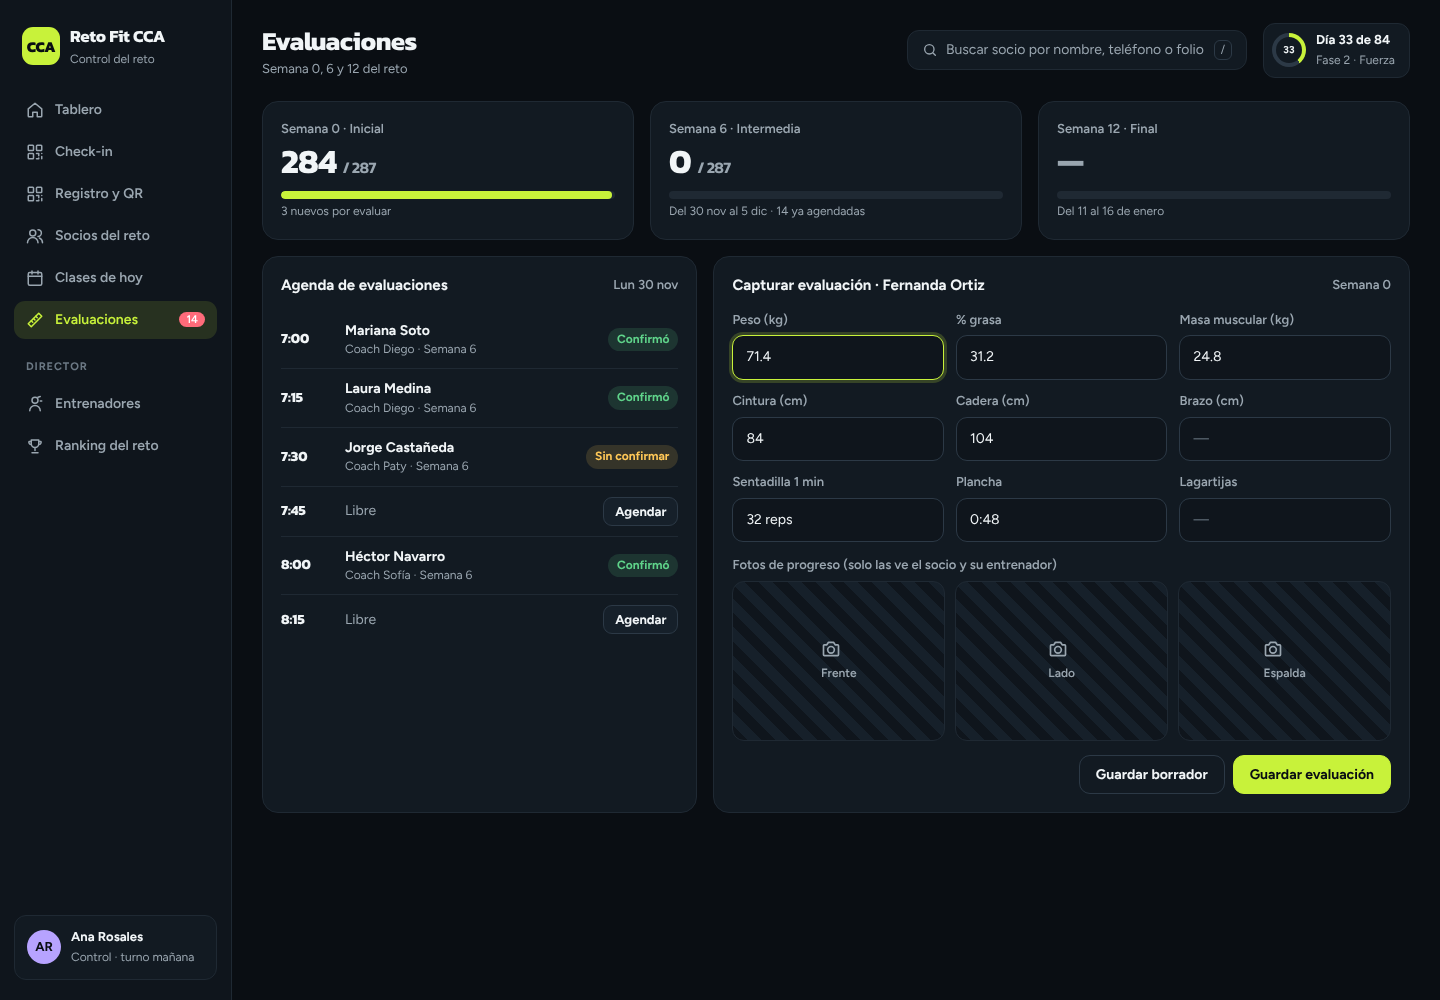 CCA
Reto Fit CCA
Control del reto
Tablero
Check-in
Registro y QR
Socios del reto
Clases de hoy
Evaluaciones
14
DIRECTOR
Entrenadores
Ranking del reto
AR
Ana Rosales
Control · turno mañana
Evaluaciones
Semana 0, 6 y 12 del reto
Buscar socio por nombre, teléfono o folio
/
33
Día 33 de 84
Fase 2 · Fuerza
Semana 0 · Inicial
284 / 287
3 nuevos por evaluar
Semana 6 · Intermedia
0 / 287
Del 30 nov al 5 dic · 14 ya agendadas
Semana 12 · Final
—
Del 11 al 16 de enero
Agenda de evaluaciones
Lun 30 nov
7:00
Mariana Soto
Coach Diego · Semana 6
Confirmó
7:15
Laura Medina
Coach Diego · Semana 6
Confirmó
7:30
Jorge Castañeda
Coach Paty · Semana 6
Sin confirmar
7:45
Libre
Agendar
8:00
Héctor Navarro
Coach Sofía · Semana 6
Confirmó
8:15
Libre
Agendar
Capturar evaluación · Fernanda Ortiz
Semana 0
Peso (kg)
% grasa
Masa muscular (kg)
71.4
31.2
24.8
Cintura (cm)
Cadera (cm)
Brazo (cm)
84
104
—
Sentadilla 1 min
Plancha
Lagartijas
32 reps
0:48
—
Fotos de progreso (solo las ve el socio y su entrenador)
Frente
Lado
Espalda
Guardar borrador
Guardar evaluación